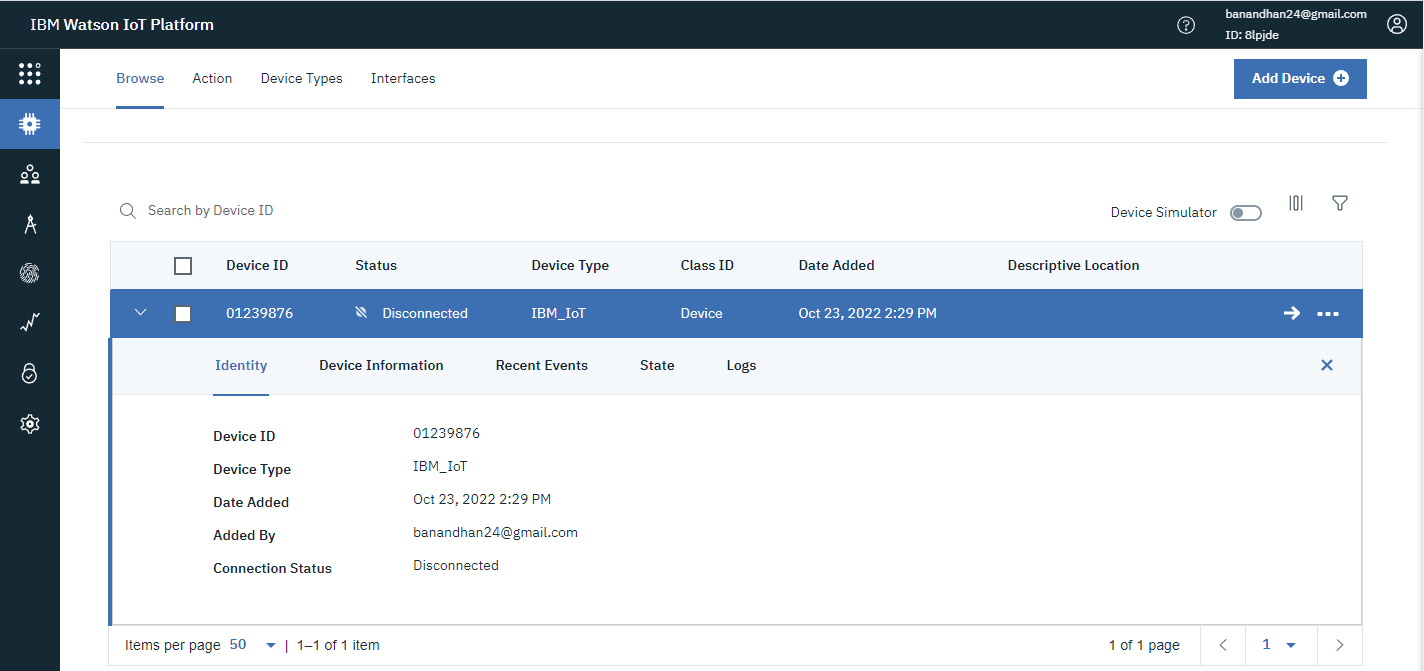 IBM Watson IoT Platform
banandhan24@gmail.com
ID: 8lpjde
Browse Action Device Types Interfaces
Add Device
Search by Device ID
Device Simulator
Device ID Status Device Type Class ID Date Added Descriptive Location
01239876 Disconnected IBM_IoT Device Oct 23, 2022 2:29 PM
Identity Device Information Recent Events State Logs
Device ID 01239876
Device Type IBM_IoT
Date Added Oct 23, 2022 2:29 PM
Added By banandhan24@gmail.com
Connection Status Disconnected
Items per page 50 | 1–1 of 1 item 1 of 1 page 1